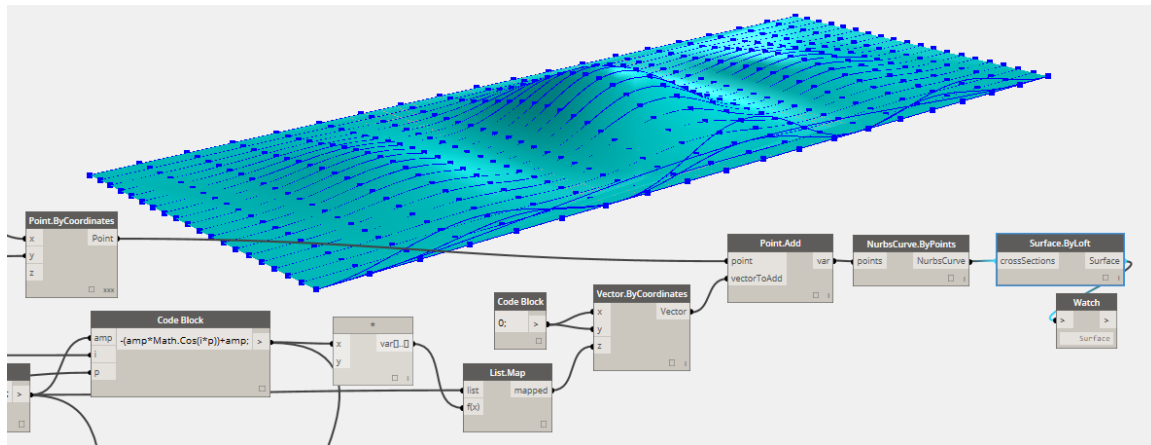 Point.ByCoordinates
x
Point
y
z
xxx
Code Block
amp
-(amp*Math.Cos(i*p))+amp;
>
i
p
>
*
x
var[]..[]
y
List.Map
list
mapped
f(x)
Code Block
0;
>
Vector.ByCoordinates
x
Vector
y
z
Point.Add
point
var
vectorToAdd
NurbsCurve.ByPoints
points
NurbsCurve
Surface.ByLoft
crossSections
Surface
Watch
>
>
Surface